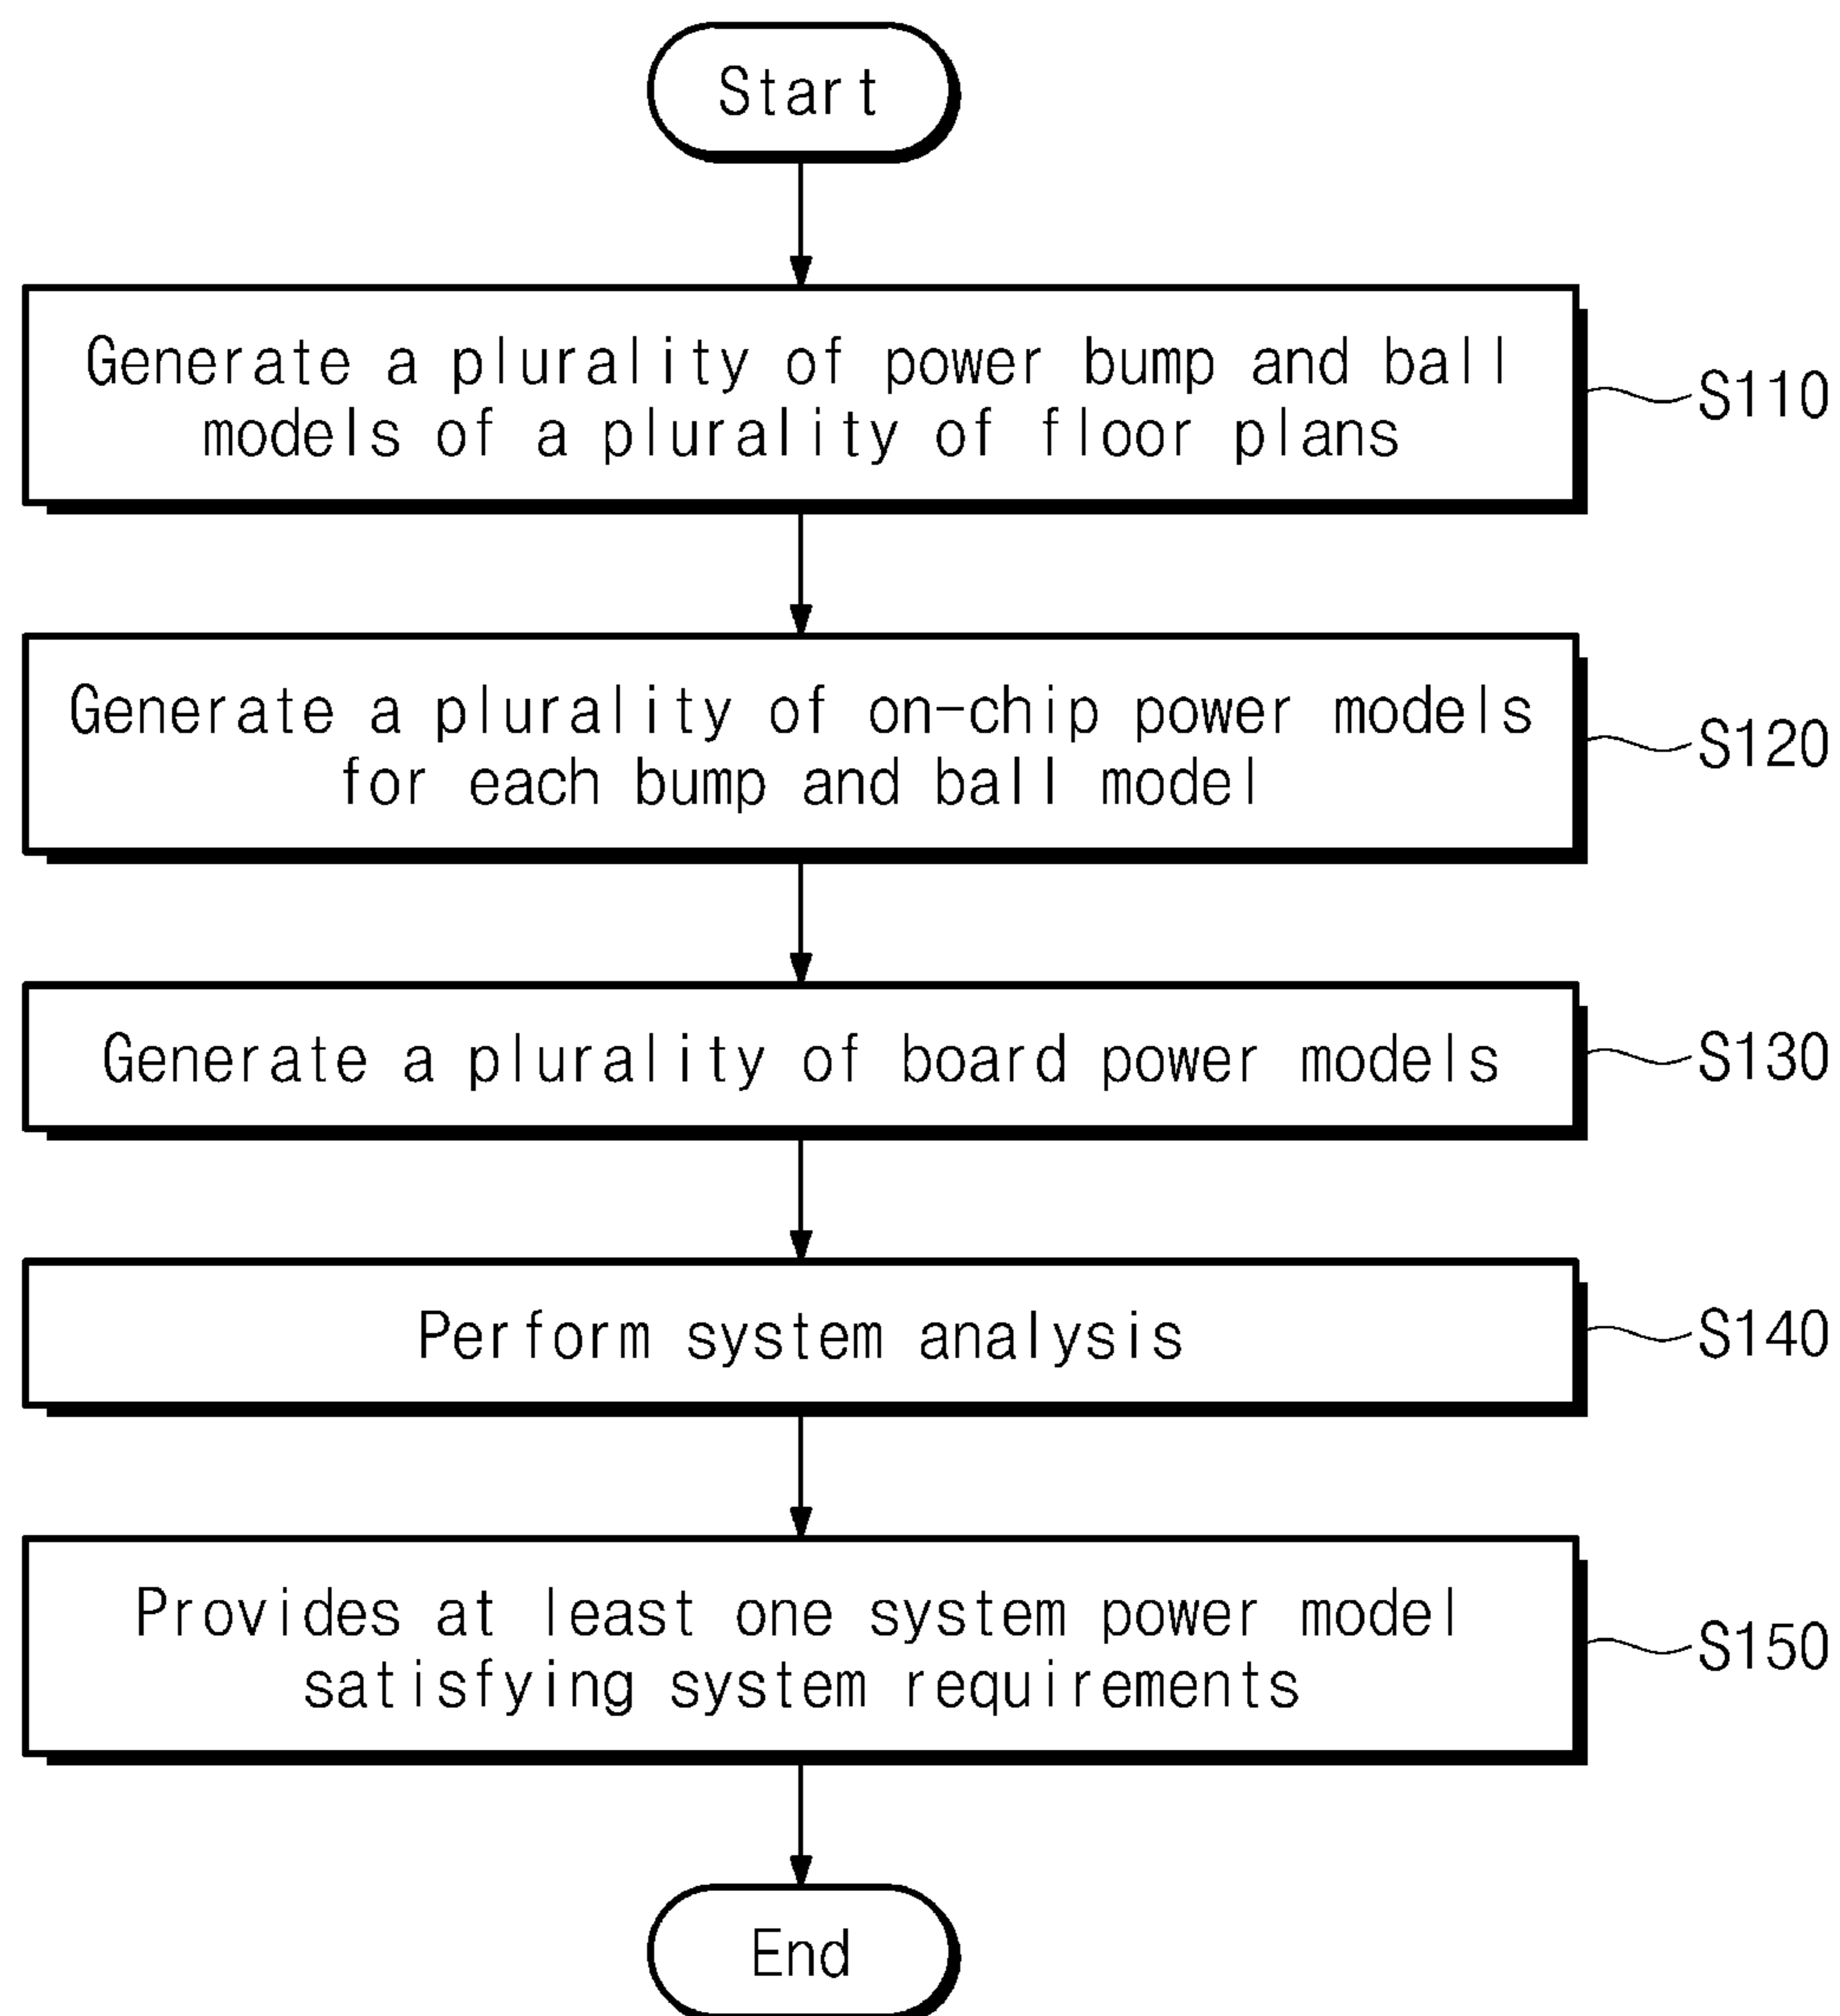 Start
Generate a plurality of power bump and ball
models of a plurality of floor plans
S110
Generate a plurality of on-chip power models
for each bump and ball model
S120
Generate a plurality of board power models
S130
Perform system analysis
S140
Provides at least one system power model
satisfying system requirements
S150
End